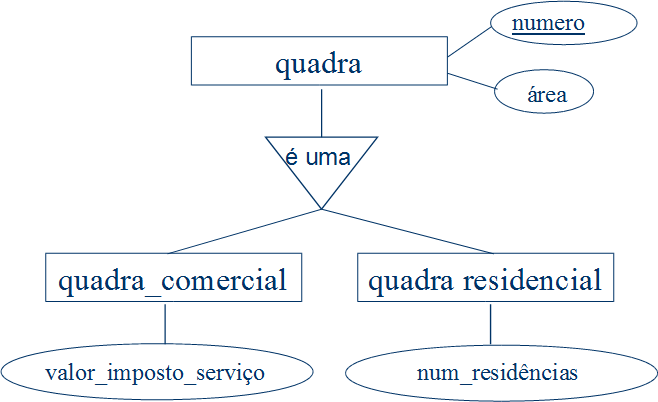 numero
quadra
área
é uma
quadra_comercial
quadra residencial
valor_imposto_serviço
num_residências